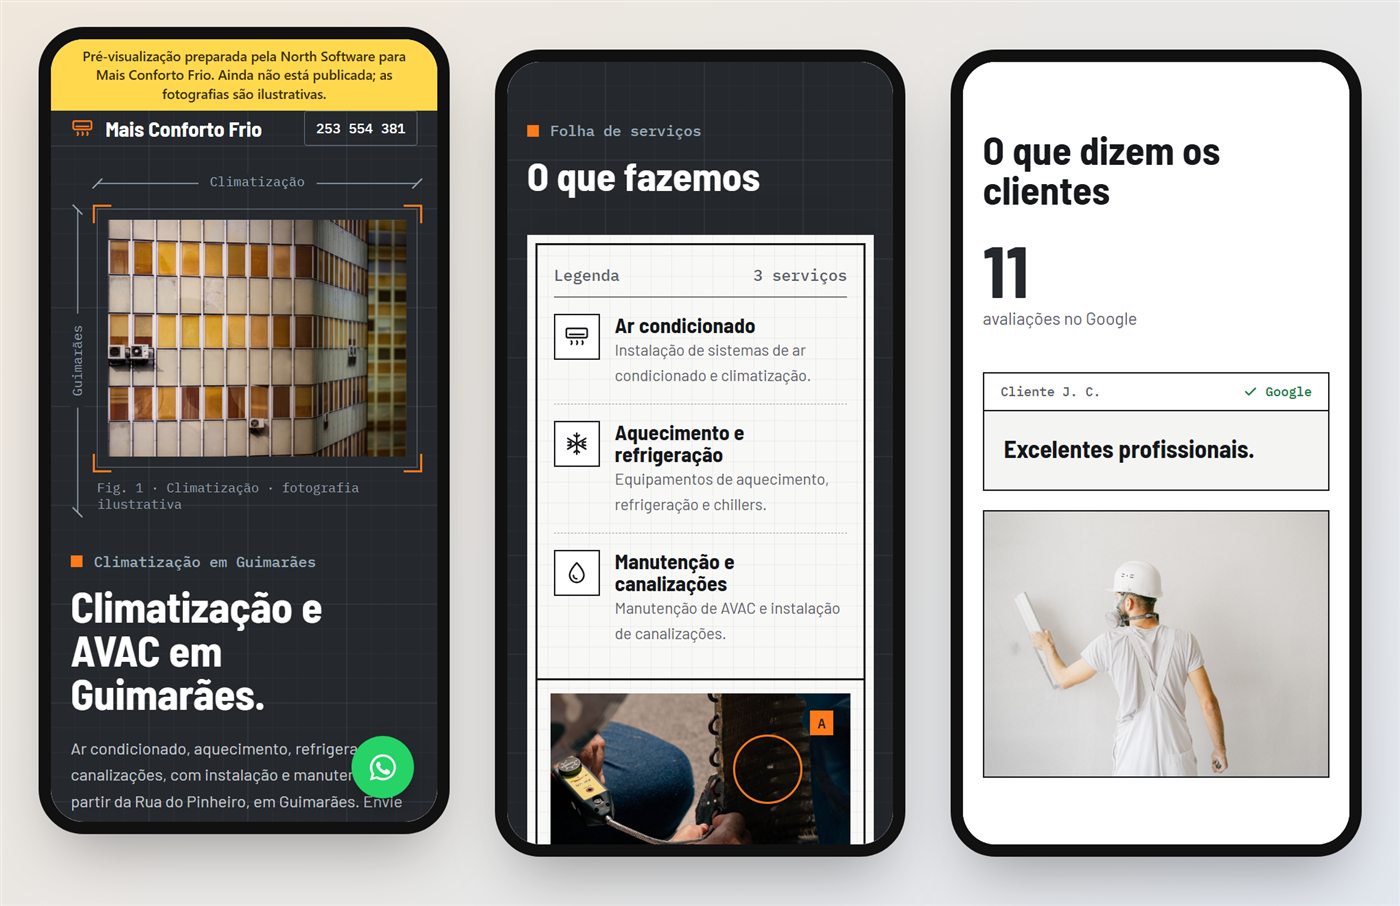 Pré-visualização preparada pela North Software para
Mais Conforto Frio. Ainda não está publicada; as
fotografias são ilustrativas.
Mais Conforto Frio
253 554 381
Climatização
Guimarães
Fig. 1 · Climatização · fotografia
ilustrativa
Climatização em Guimarães
Climatização e
AVAC em
Guimarães.
Ar condicionado, aquecimento,
canalizações, com instalação e
partir da Rua do Pinheiro, em Guimarães. Envie
Folha de serviços
O que fazemos
Legenda
3 serviços
Ar condicionado
Instalação de sistemas de ar
condicionado e climatização.
Aquecimento e
refrigeração
Equipamentos de aquecimento,
refrigeração e chillers.
Manutenção e
canalizações
Manutenção de AVAC e instalação
de canalizações.
A
O que dizem os
clientes
11
avaliações no Google
Cliente J. C.
Google
Excelentes profissionais.